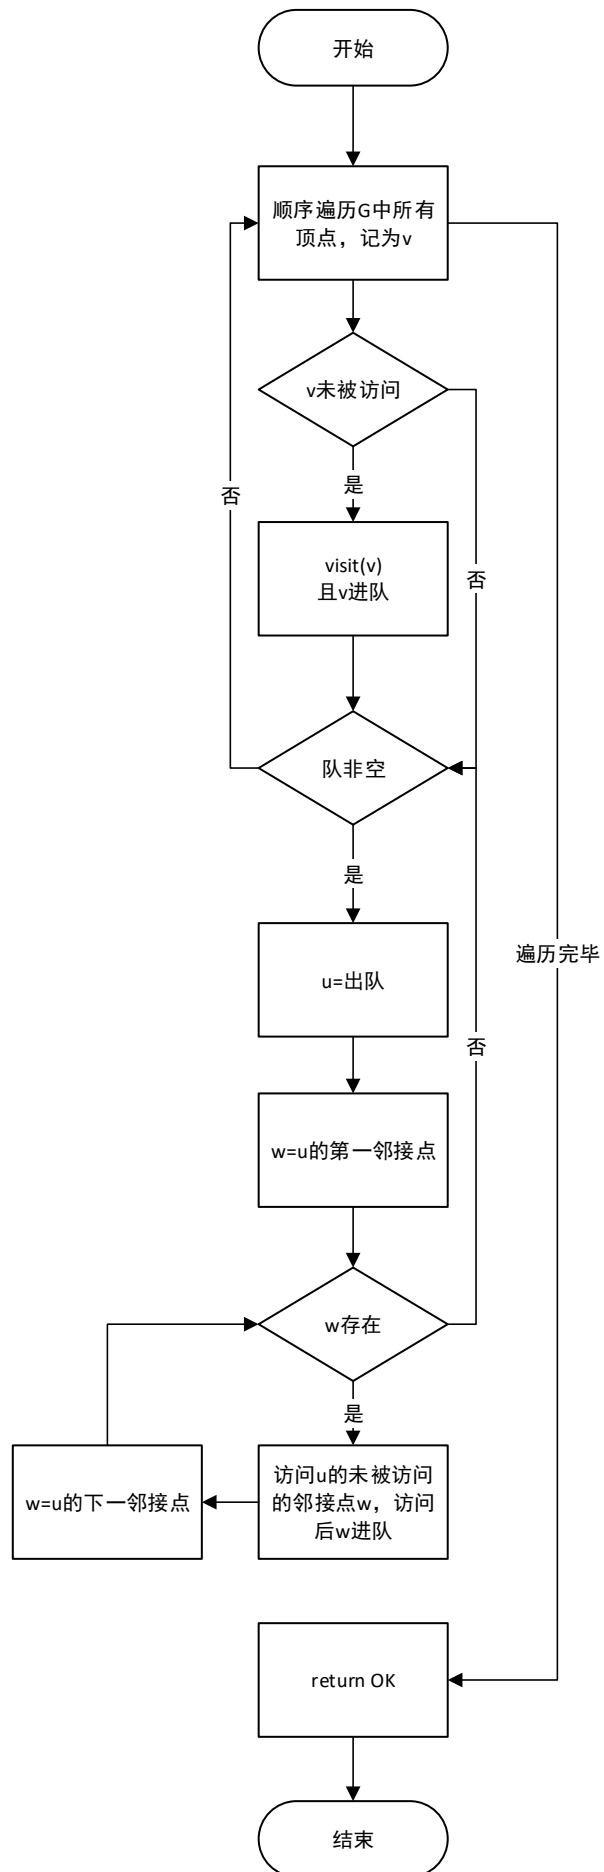 开始
顺序遍历G中所有
顶点，记为v
v未被访问
是
否
visit(v)
且v进队
否
队非空
是
遍历完毕
u=出队
否
w=u的第一邻接点
w存在
是
访问u的未被访问
的邻接点w，访问
后w进队
w=u的下一邻接点
return OK
结束